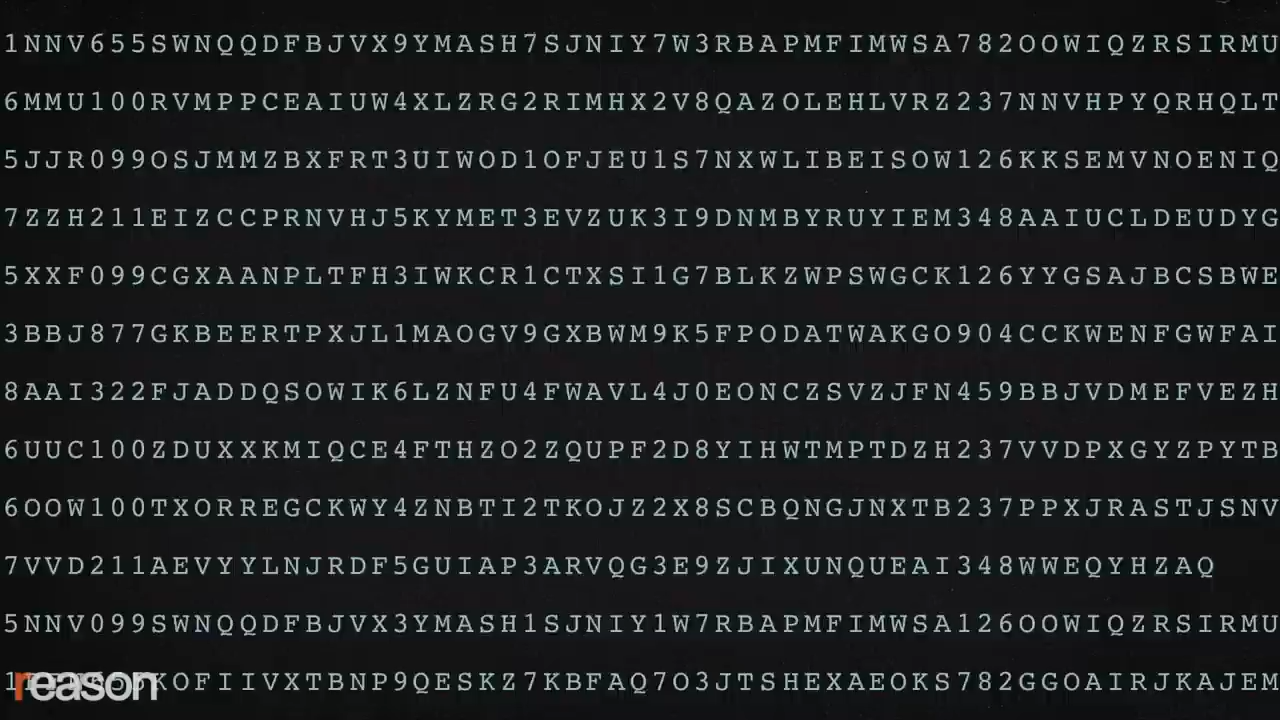 1NNV655SWNQQDFBJVX9YMASH7SJNIY7W3RBAPMFIMWSA782OOWIQZRSIRMU
6MMU100RVMPPCEAIUW4XLZRG2RIMHX2V8QAZOLEHLVRZ237NNVHPYQRHQLT
5JJR099OSJMMZBXFRT3UIWOD1OFJEU1S7NXWLIBEISOW126KKSEMVNOENIQ
7ZZH211EIZCCPRNVHJ5KYMET3EVZUK3I9DNMBYRUYIEM348AAIUCLDEUDYG
5XXF099CGXAANPLTFH3IWKCR1CTXSI1G7BLKZWPSWGCK126YYGSAJBCSBWE
3BBJ877GKBEERTPXJL1MAOGV9GXBWM9K5FPODATWAKGO904CCKWENFGWFAI
8AAI322FJADDQSOWIK6LZNFU4FWAVL4J0EONCZSVZJFN459BBJVDMEFVEZH
6UUC100ZDUXXKMIQCE4FTHZO2ZQUPF2D8YIHWTMPTDZH237VVDPXGYZPYTB
6OOW100TXORREGCKWY4ZNBTI2TKOJZ2X8SCBQNGJNXTB237PPXJRASTJSNV
7VVD211AEVYYLNJRDF5GUIAP3ARVQG3E9ZJIXUNQUEAI348WWEQYHZAQ
5NNV099SWNQQDFBJVX3YMASH1SJNIY1W7RBAPMFIMWSA126OOWIQZRSIRMU
KOFIIVXTBNP9QESKZ7KBFAQ7O3JTSHEXAEOKS782GGOAIRJKAJEM
reason